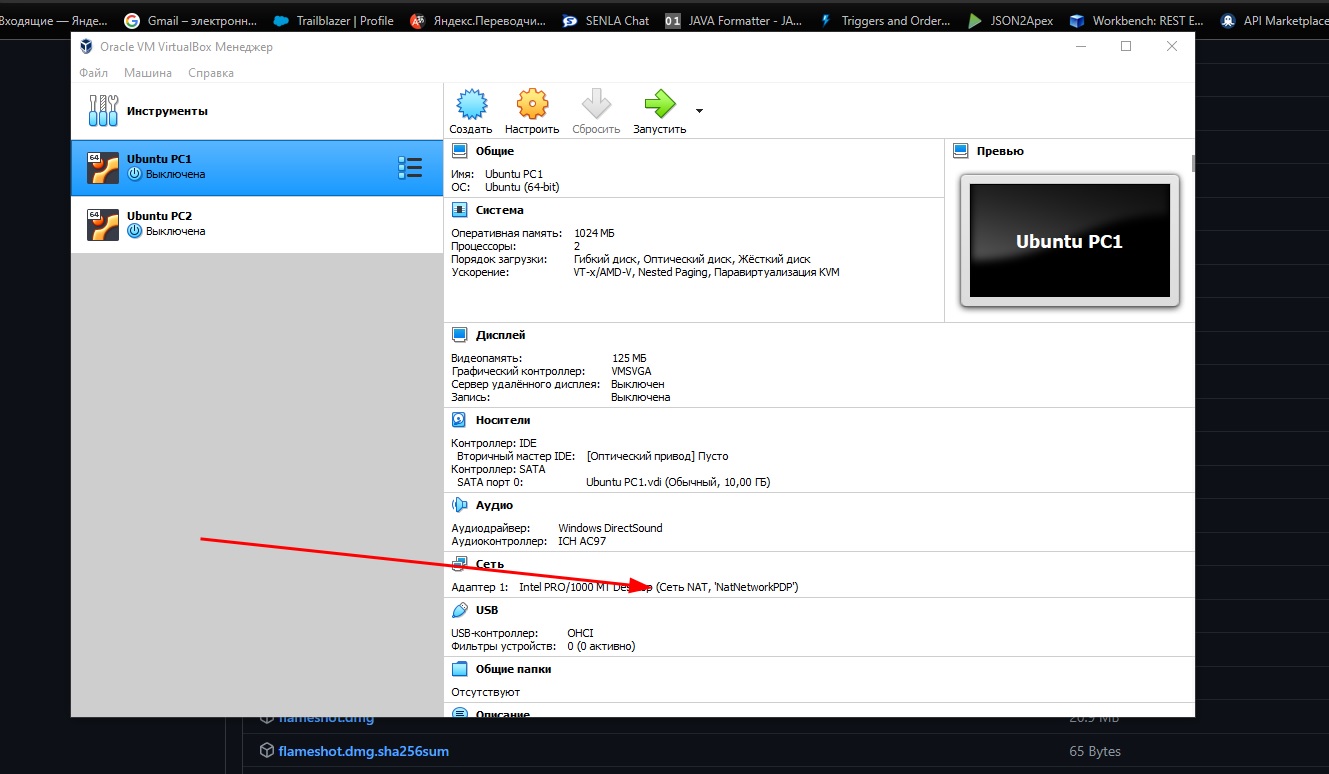 Входящие — Янде...
Gmail – электронн...
Trailblazer | Profile
Яндекс.Переводчи...
SENLA Chat
JAVA Formatter - JA...
Triggers and Order...
JSON2Apex
Workbench: REST E...
API Marketplace
Oracle VM VirtualBox Менеджер
Файл Машина Справка
Инструменты
Создать Настроить Сбросить Запустить
64 Ubuntu PC1
Выключена
64 Ubuntu PC2
Выключена
Общие
Имя: Ubuntu PC1
ОС: Ubuntu (64-bit)
Превью
Ubuntu PC1
Система
Оперативная память: 1024 МБ
Процессоры: 2
Порядок загрузки: Гибкий диск, Оптический диск, Жёсткий диск
Ускорение: VT-x/AMD-V, Nested Paging, Паравиртуализация KVM
Дисплей
Видеопамять: 125 МБ
Графический контроллер: VMSVGA
Сервер удалённого дисплея: Выключен
Запись: Выключена
Носители
Контроллер: IDE
Вторичный мастер IDE: [Оптический привод] Пусто
Контроллер: SATA
SATA порт 0: Ubuntu PC1.vdi (Обычный, 10,00 ГБ)
Аудио
Аудиодрайвер: Windows DirectSound
Аудиоконтроллер: ICH AC97
Сеть
Адаптер 1: Intel PRO/1000 MT Desktop (Сеть NAT, 'NatNetworkPDP')
USB
USB-контроллер: OHCI
Фильтры устройств: 0 (0 активно)
Общие папки
Отсутствуют
Описание
flameshot.dmg 20.9 MB
flameshot.dmg.sha256sum 65 Bytes